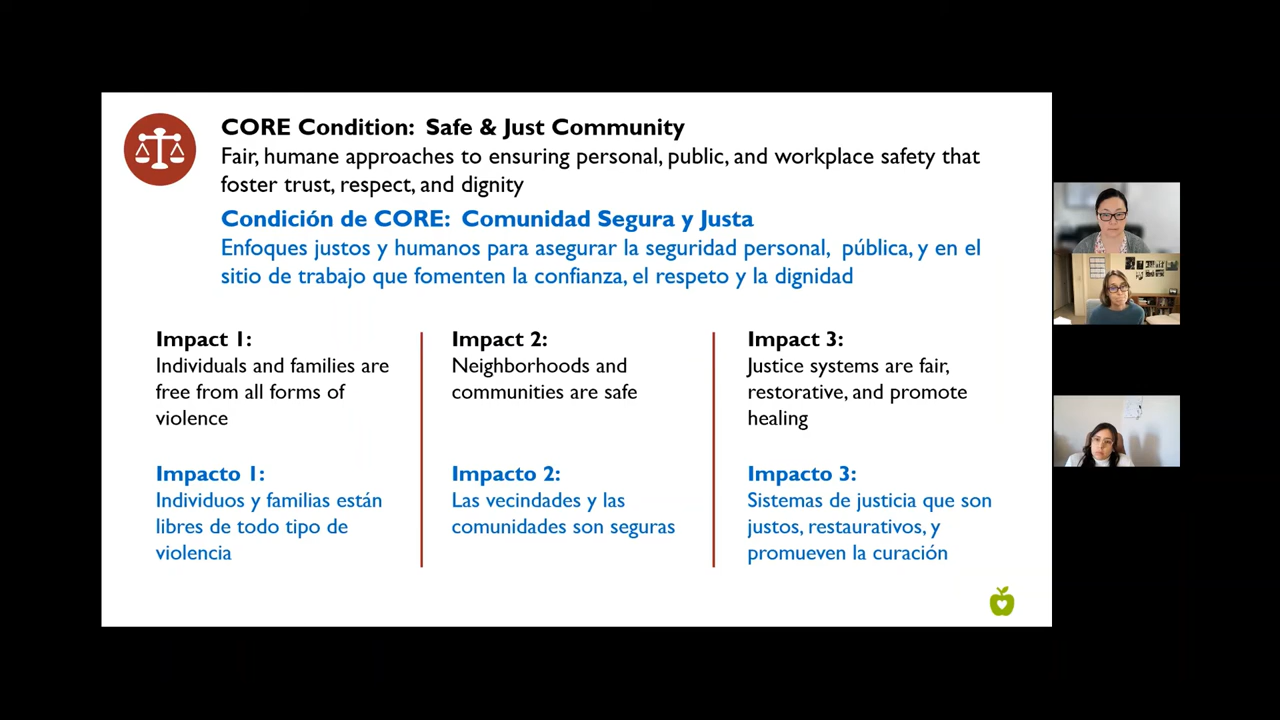 CORE Condition: Safe & Just Community
Fair, humane approaches to ensuring personal, public, and workplace safety that
foster trust, respect, and dignity
Condición de CORE: Comunidad Segura y Justa
Enfoques justos y humanos para asegurar la seguridad personal, pública, y en el
sitio de trabajo que fomenten la confianza, el respeto y la dignidad
Impact 1:
Individuals and families are
free from all forms of
violence
Impacto 1:
Individuos y familias están
libres de todo tipo de
violencia
Impact 2:
Neighborhoods and
communities are safe
Impacto 2:
Las vecindades y las
comunidades son seguras
Impact 3:
Justice systems are fair,
restorative, and promote
healing
Impacto 3:
Sistemas de justicia que son
justos, restaurativos, y
promueven la curación